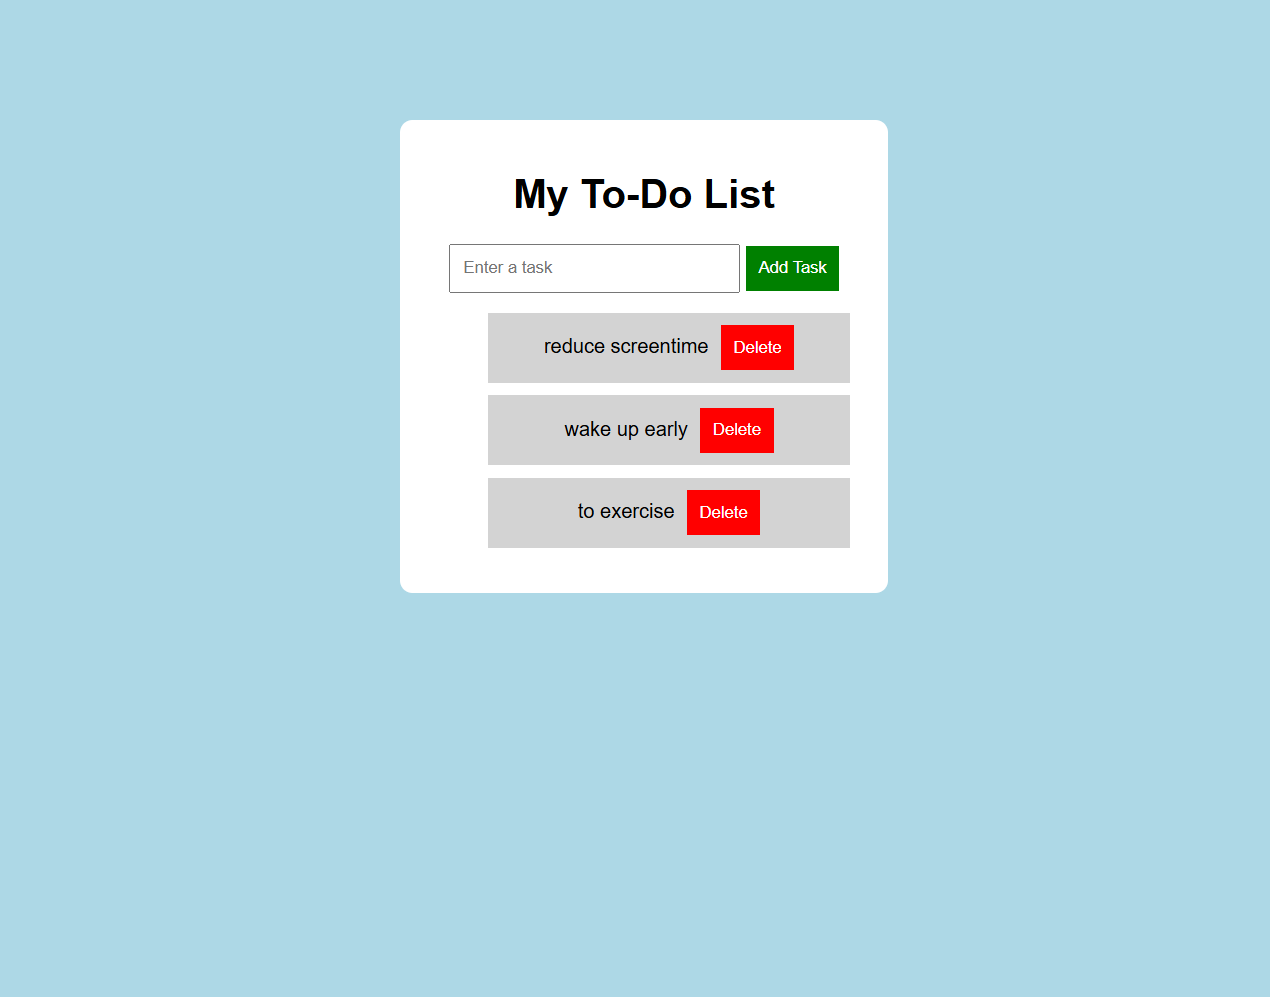 My To-Do List
Enter a task Add Task
reduce screentime Delete
wake up early Delete
to exercise Delete